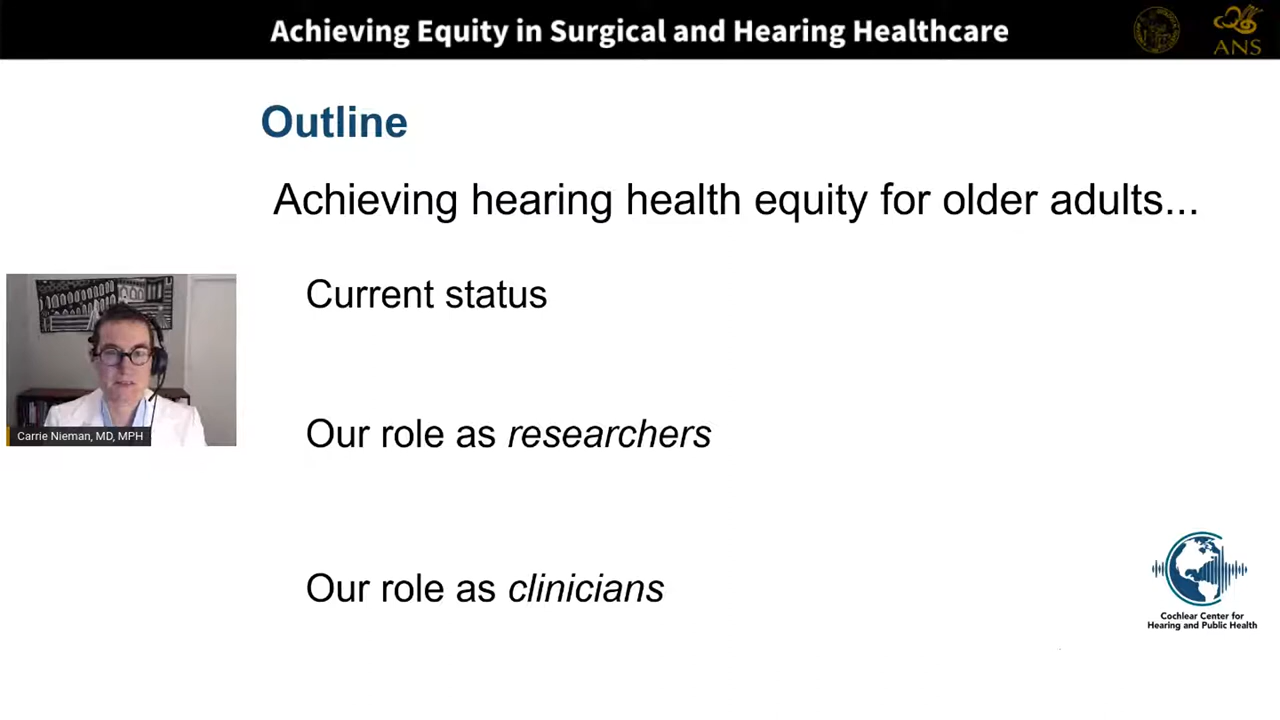 Achieving Equity in Surgical and Hearing Healthcare
ANS
Outline
Achieving hearing health equity for older adults...
Current status
Carrie Nieman, MD, MPH
Our role as researchers
Our role as clinicians
Cochlear Center for
Hearing and Public Health